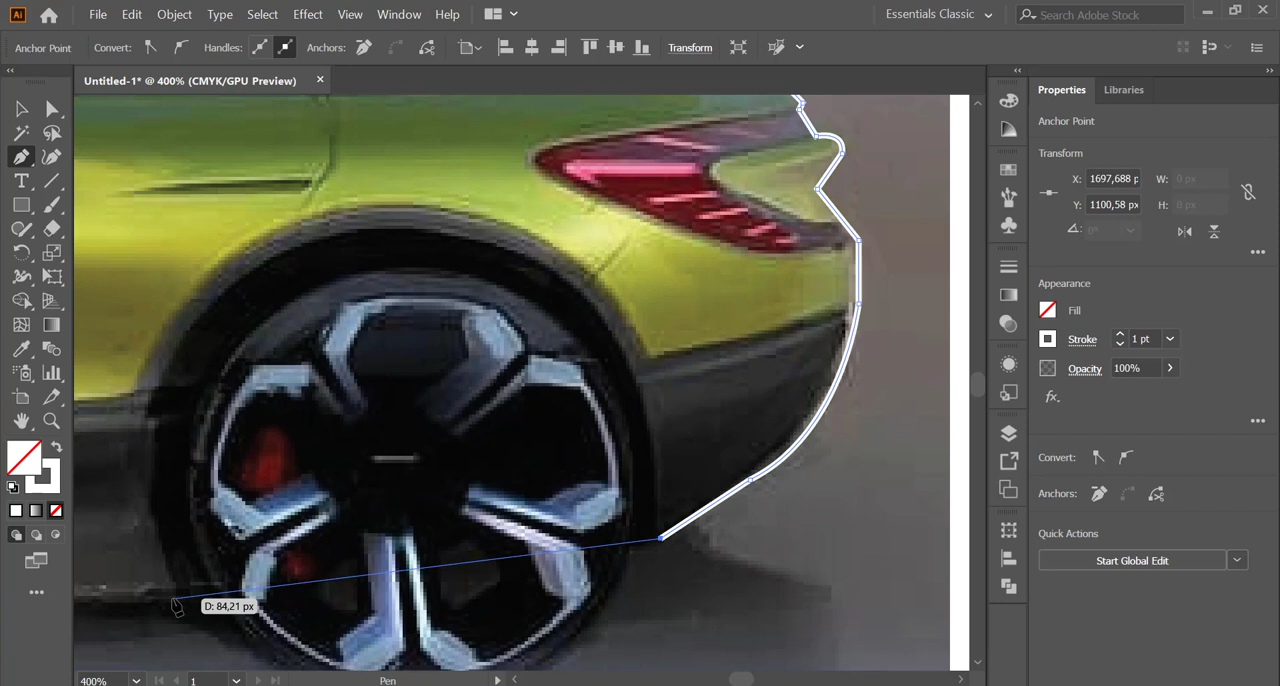 Ai File Edit Object Type Select Effect View Window Help Essentials Classic Search Adobe Stock
Anchor Point Convert: Handles: Anchors: Transform
Untitled-1* @ 400% (CMYK/GPU Preview)
Properties Libraries
Anchor Point
Transform
X: 1697,688 p W: 0 px
Y: 1100,58 px H: 0 px
0°
Appearance
Fill
Stroke 1 pt
Opacity 100%
fx.
Convert:
Anchors:
Quick Actions
Start Global Edit
D: 84,21 px
400% 1 Pen